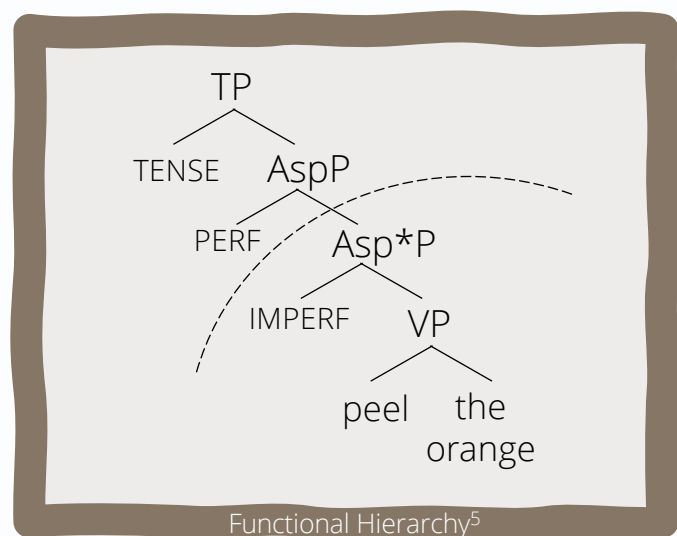 TP
TENSE AspP
PERF Asp*P
IMPERF VP
peel the
orange
Functional Hierarchy⁵